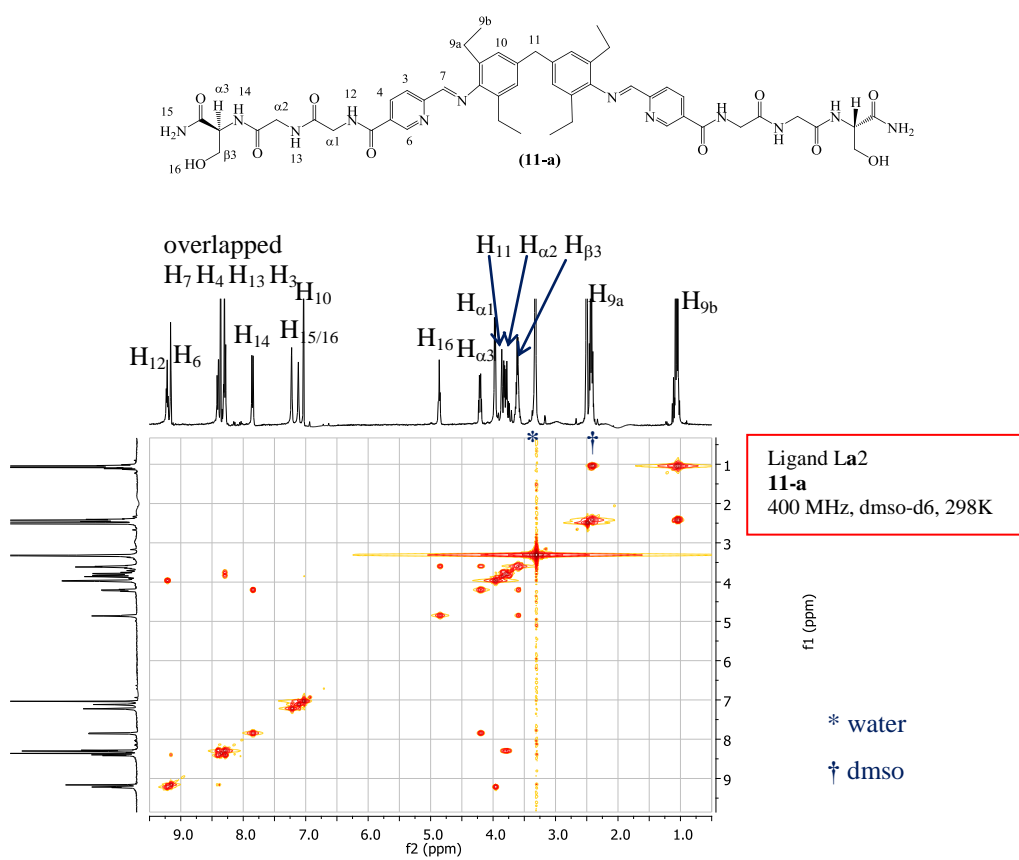 9b
9a 10 11
α3 14 3 7
15 O H H N α2 O H N 12 4 N N O H N H O
H₂N N H O α1 N N N H O N H O NH₂
HO 16 β3 O 13 O 6 (11-a) O O OH
overlapped
H₇ H₄ H₁₃ H₃
H₁₀
H₁₁ Hα2 Hβ3
H₁₂ H₆ H₁₄ H₁₅/₁₆ H₁₆ Hα1 Hα3 H₉ₐ H₉b
* †
1
2
3
4
5
6
7
8
9
f1 (ppm)
9.0 8.0 7.0 6.0 5.0 4.0 3.0 2.0 1.0
f2 (ppm)
Ligand La2
11-a
400 MHz, dmso-d6, 298K
* water
† dmso